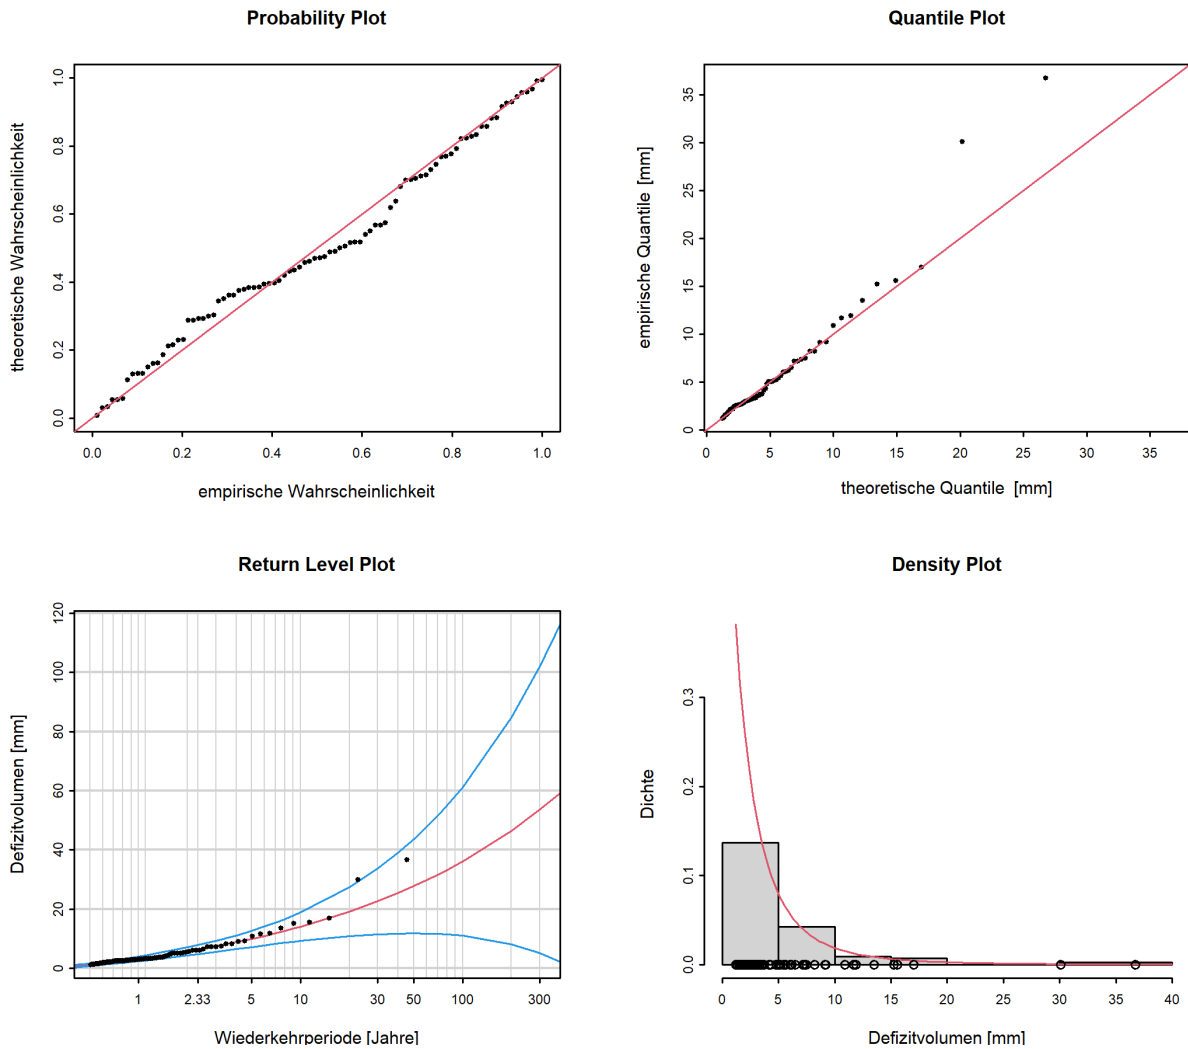 Probability Plot
theoretische Wahrscheinlichkeit
0.0 0.2 0.4 0.6 0.8 1.0
0.0 0.2 0.4 0.6 0.8 1.0
empirische Wahrscheinlichkeit
Quantile Plot
empirische Quantile [mm]
0 5 10 15 20 25 30 35
0 5 10 15 20 25 30 35
theoretische Quantile [mm]
Return Level Plot
Defizitvolumen [mm]
0 20 40 60 80 100 120
1 2.33 5 10 30 50 100 300
Wiederkehrperiode [Jahre]
Density Plot
Dichte
0.0 0.1 0.2 0.3
0 5 10 15 20 25 30 35 40
Defizitvolumen [mm]